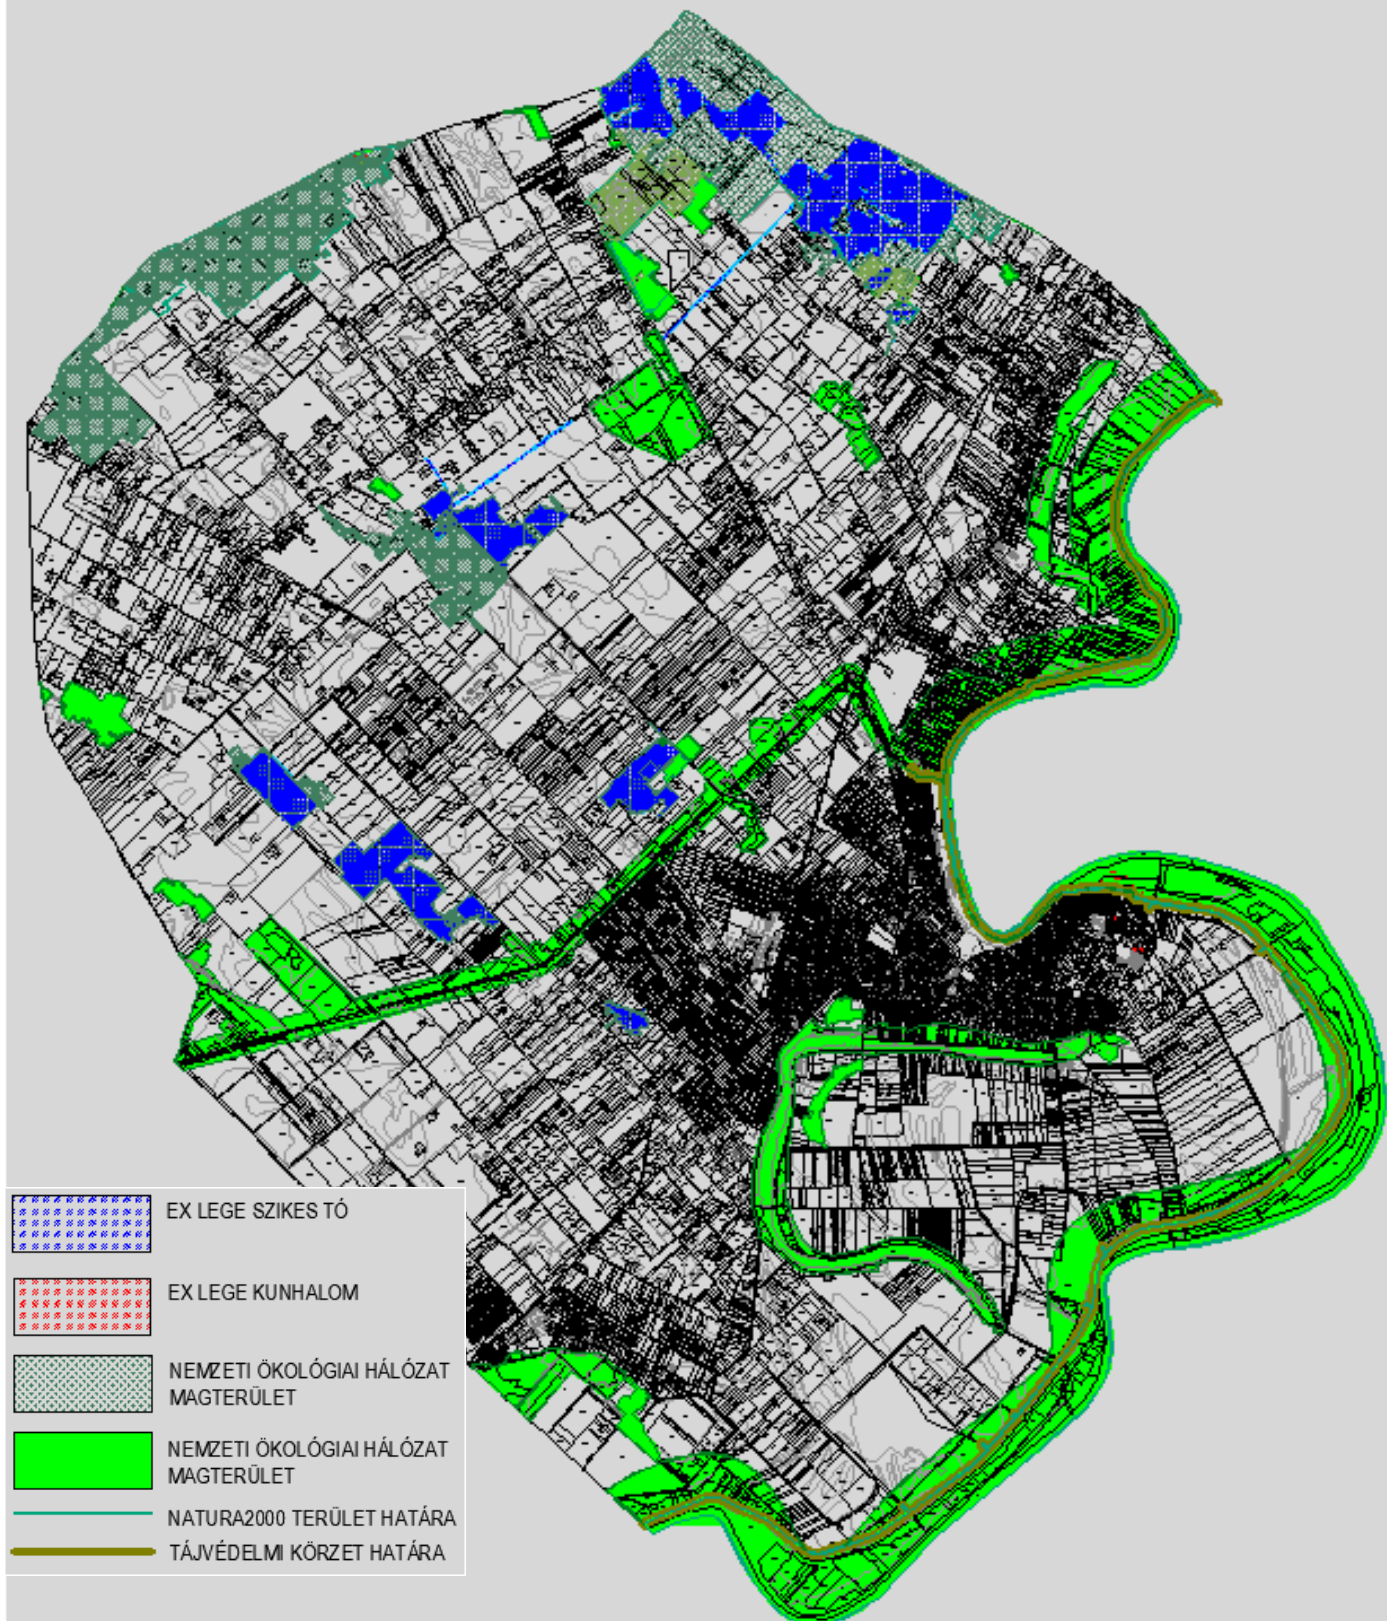 EX LEGE SZIKES TÓ
EX LEGE KUNHALOM
NEMZETI ÖKOLÓGIAI HÁLÓZAT
MAGTERÜLET
NEMZETI ÖKOLÓGIAI HÁLÓZAT
MAGTERÜLET
NATURA2000 TERÜLET HATÁRA
TÁJVÉDELMI KÖRZET HATÁRA